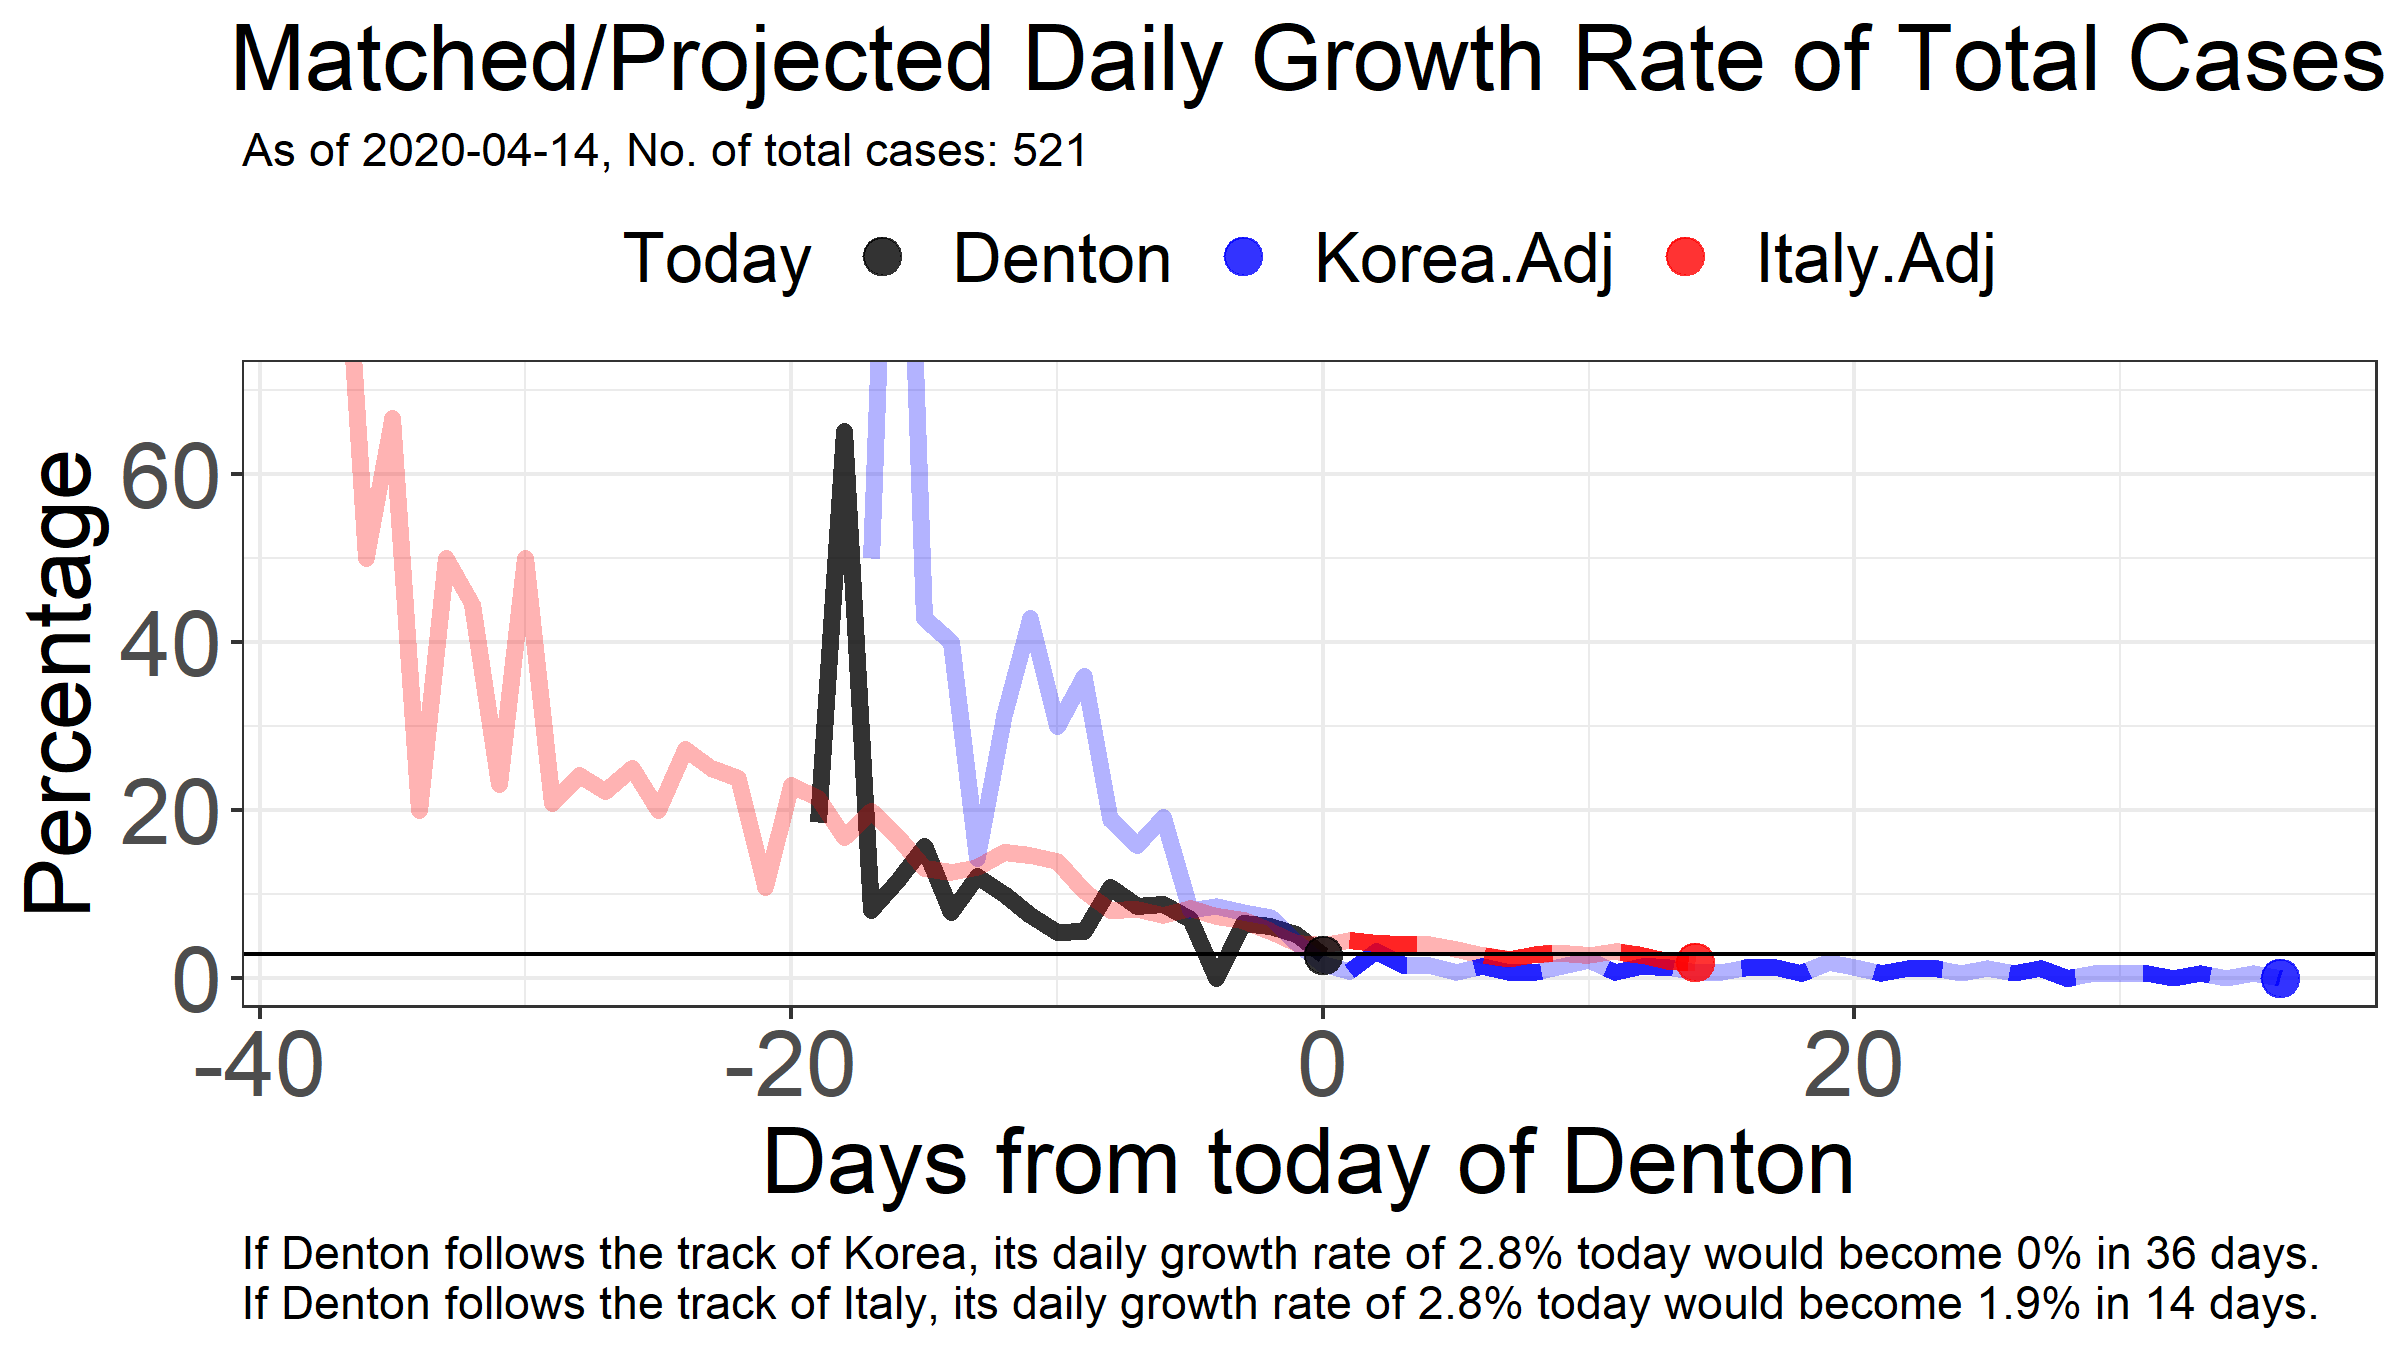 Matched/Projected Daily Growth Rate of Total Cases
As of 2020-04-14, No. of total cases: 521
Today Denton Korea.Adj Italy.Adj
Percentage
60
40
20
0
-40 -20 0 20
Days from today of Denton
If Denton follows the track of Korea, its daily growth rate of 2.8% today would become 0% in 36 days.
If Denton follows the track of Italy, its daily growth rate of 2.8% today would become 1.9% in 14 days.